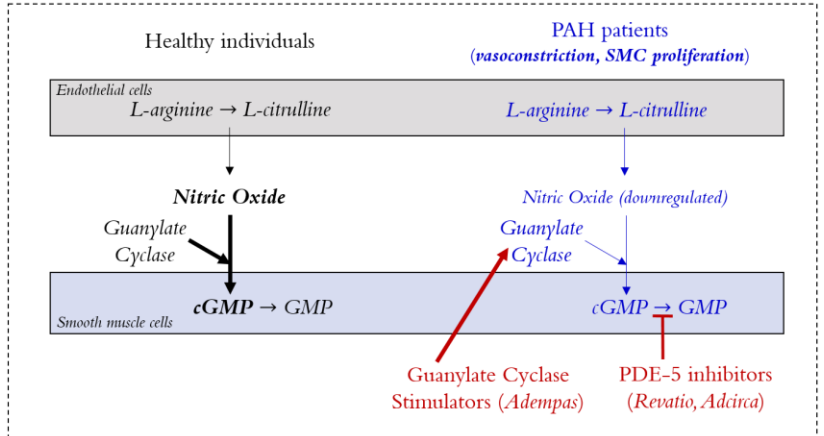 Healthy individuals
PAH patients
(vasoconstriction, SMC proliferation)
Endothelial cells
L-arginine → L-citrulline
L-arginine → L-citrulline
Nitric Oxide
Nitric Oxide (downregulated)
Guanylate
Cyclase
Guanylate
Cyclase
cGMP → GMP
cGMP → GMP
Smooth muscle cells
Guanylate Cyclase
Stimulators (Adempas)
PDE-5 inhibitors
(Revatio, Adcirca)